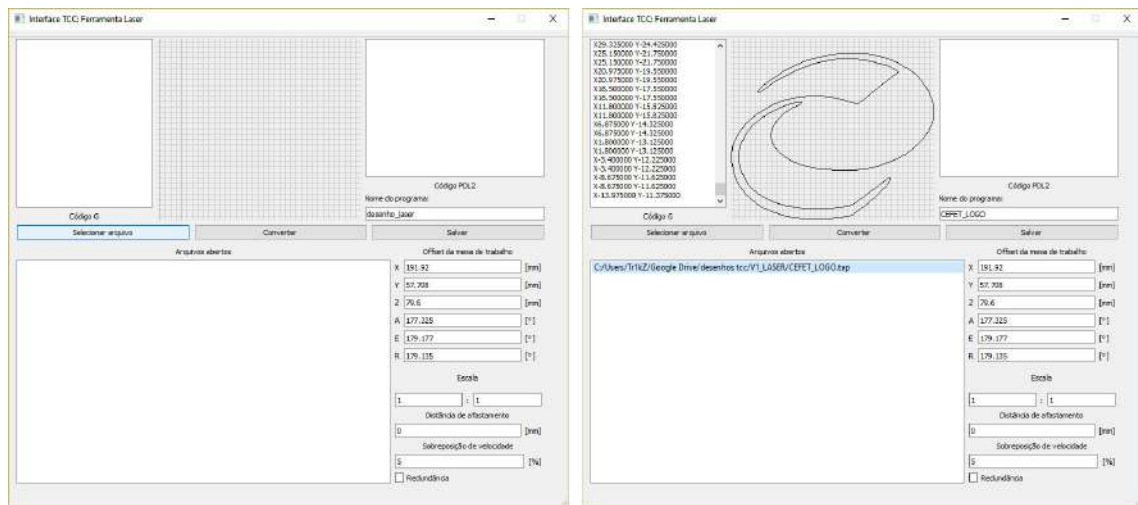 Interface TCC: Ferramenta Laser
Código G
Código PDL2
Nome do programa:
desenho_laser
Selecionar arquivo
Converter
Salvar
Arquivos abertos
Offset da mesa de trabalho
X 191.92 [mm]
Y 57.708 [mm]
Z 79.6 [mm]
A 177.325 [°]
E 179.177 [°]
R 179.135 [°]
Escala
1 : 1
Distância de afastamento
0 [mm]
Sobreposição de velocidade
5 [%]
Redundância
Interface TCC: Ferramenta Laser
X29.325000 Y-24.425000
X25.150000 Y-21.750000
X25.150000 Y-21.750000
X20.975000 Y-19.550000
X20.975000 Y-19.550000
X16.500000 Y-17.550000
X16.500000 Y-17.550000
X11.800000 Y-15.825000
X11.800000 Y-15.825000
X6.875000 Y-14.325000
X6.875000 Y-14.325000
X1.800000 Y-13.125000
X1.800000 Y-13.125000
X-3.400000 Y-12.225000
X-3.400000 Y-12.225000
X-8.675000 Y-11.625000
X-8.675000 Y-11.625000
X-13.975000 Y-11.375000
Código G
Código PDL2
Nome do programa:
CEFET_LOGO
Selecionar arquivo
Converter
Salvar
Arquivos abertos
C:/Users/Tr1kZ/Google Drive/desenhos tcc/V1_LASER/CEFET_LOGO.tap
Offset da mesa de trabalho
X 191.92 [mm]
Y 57.708 [mm]
Z 79.6 [mm]
A 177.325 [°]
E 179.177 [°]
R 179.135 [°]
Escala
1 : 1
Distância de afastamento
0 [mm]
Sobreposição de velocidade
5 [%]
Redundância